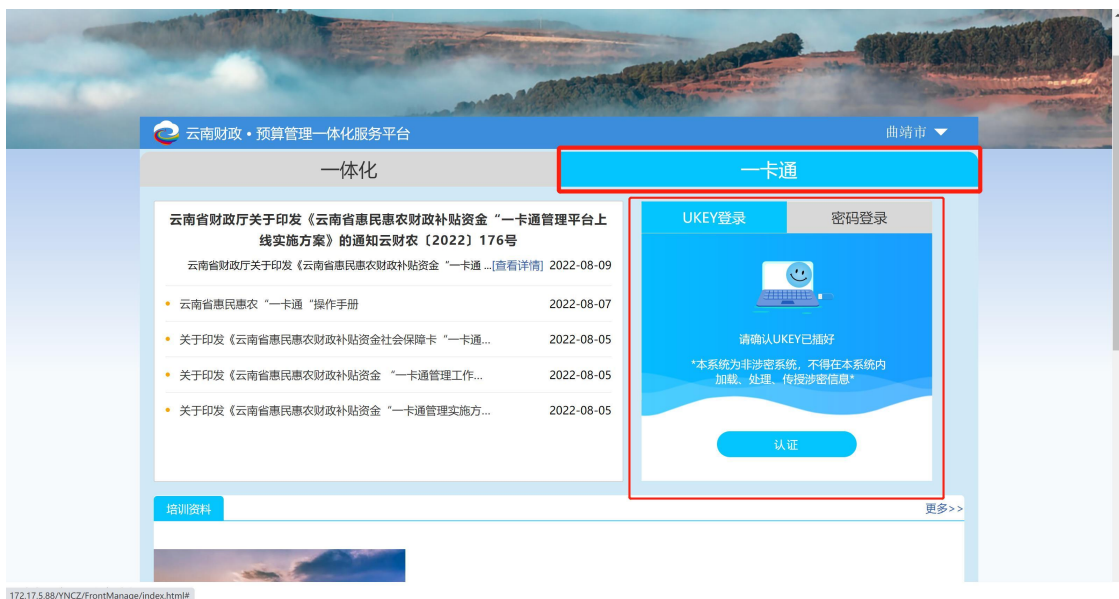 云南财政·预算管理一体化服务平台
曲靖市
一体化
一卡通
云南省财政厅关于印发《云南省惠民惠农财政补贴资金“一卡通管理平台上
线实施方案》的通知云财农〔2022〕176号
云南省财政厅关于印发《云南省惠民惠农财政补贴资金“一卡通 ...[查看详情] 2022-08-09
云南省惠民惠农“一卡通“操作手册 2022-08-07
关于印发《云南省惠民惠农财政补贴资金社会保障卡“一卡通... 2022-08-05
关于印发《云南省惠民惠农财政补贴资金 “一卡通管理工作... 2022-08-05
关于印发《云南省惠民惠农财政补贴资金“一卡通管理实施方... 2022-08-05
UKEY登录
密码登录
请确认UKEY已插好
*本系统为非涉密系统，不得在本系统内
加载、处理、传授涉密信息*
认证
培训资料
更多>>
172.17.5.88/YNCZ/FrontManage/index.html#